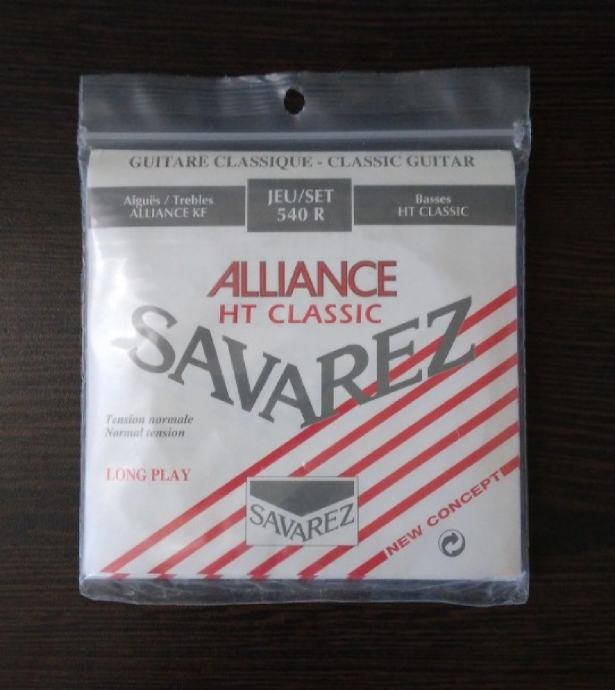 GUITARE CLASSIQUE - CLASSIC GUITAR
Aiguës / Trebles
ALLIANCE KF
JEU/SET
540 R
Basses
HT CLASSIC
ALLIANCE
HT CLASSIC
SAVAREZ
Tension normale
Normal tension
LONG PLAY
SAVAREZ
NEW CONCEPT